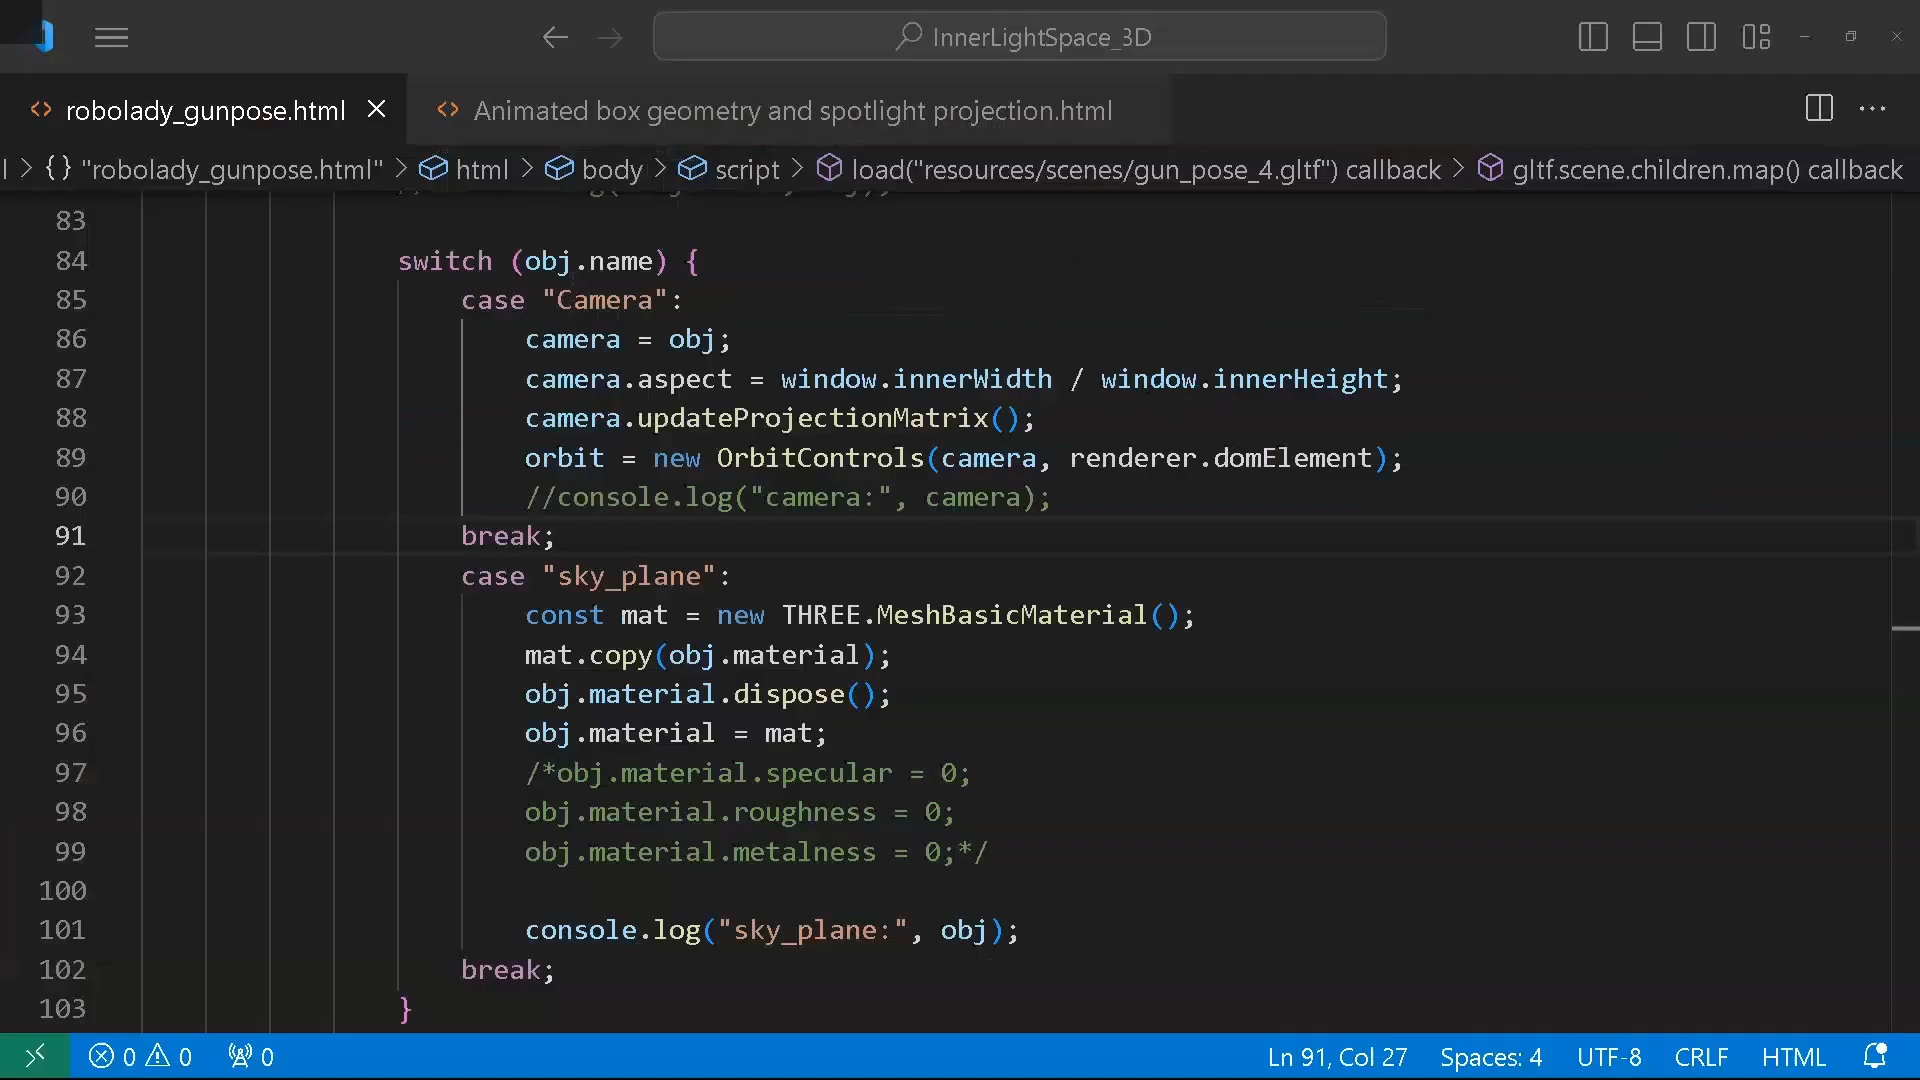 InnerLightSpace_3D
robolady_gunpose.html
Animated box geometry and spotlight projection.html
{} "robolady_gunpose.html" > html > body > script > load("resources/scenes/gun_pose_4.gltf") callback > gltf.scene.children.map() callback
83
84 switch (obj.name) {
85 case "Camera":
86 camera = obj;
87 camera.aspect = window.innerWidth / window.innerHeight;
88 camera.updateProjectionMatrix();
89 orbit = new OrbitControls(camera, renderer.domElement);
90 //console.log("camera:", camera);
91 break;
92 case "sky_plane":
93 const mat = new THREE.MeshBasicMaterial();
94 mat.copy(obj.material);
95 obj.material.dispose();
96 obj.material = mat;
97 /*obj.material.specular = 0;
98 obj.material.roughness = 0;
99 obj.material.metalness = 0;*/
100
101 console.log("sky_plane:", obj);
102 break;
103 }
0 0 0 Ln 91, Col 27 Spaces: 4 UTF-8 CRLF HTML